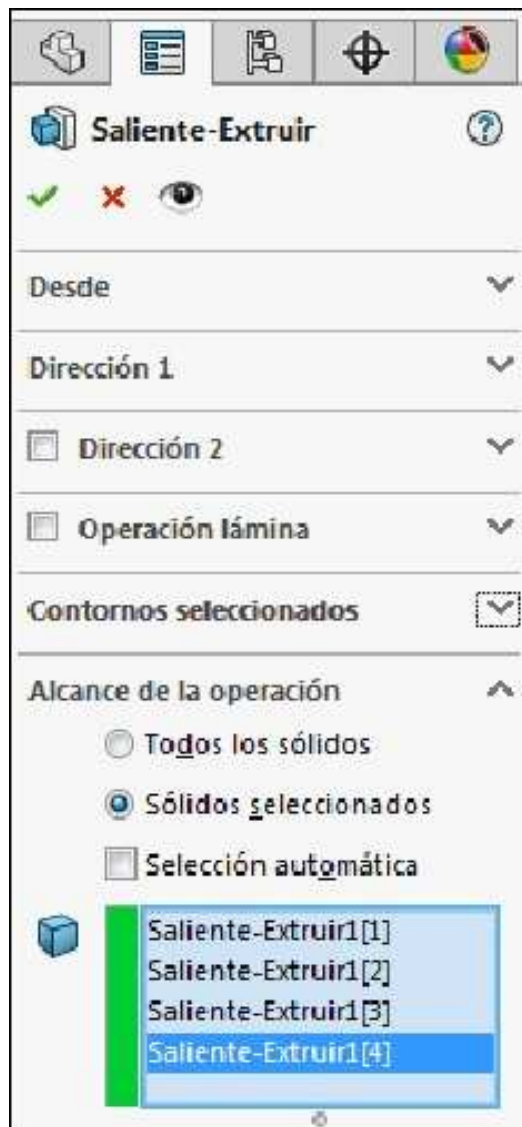 Saliente-Extruir
Desde
Dirección 1
Dirección 2
Operación lámina
Contornos seleccionados
Alcance de la operación
Todos los sólidos
Sólidos seleccionados
Selección automática
Saliente-Extruir1[1]
Saliente-Extruir1[2]
Saliente-Extruir1[3]
Saliente-Extruir1[4]